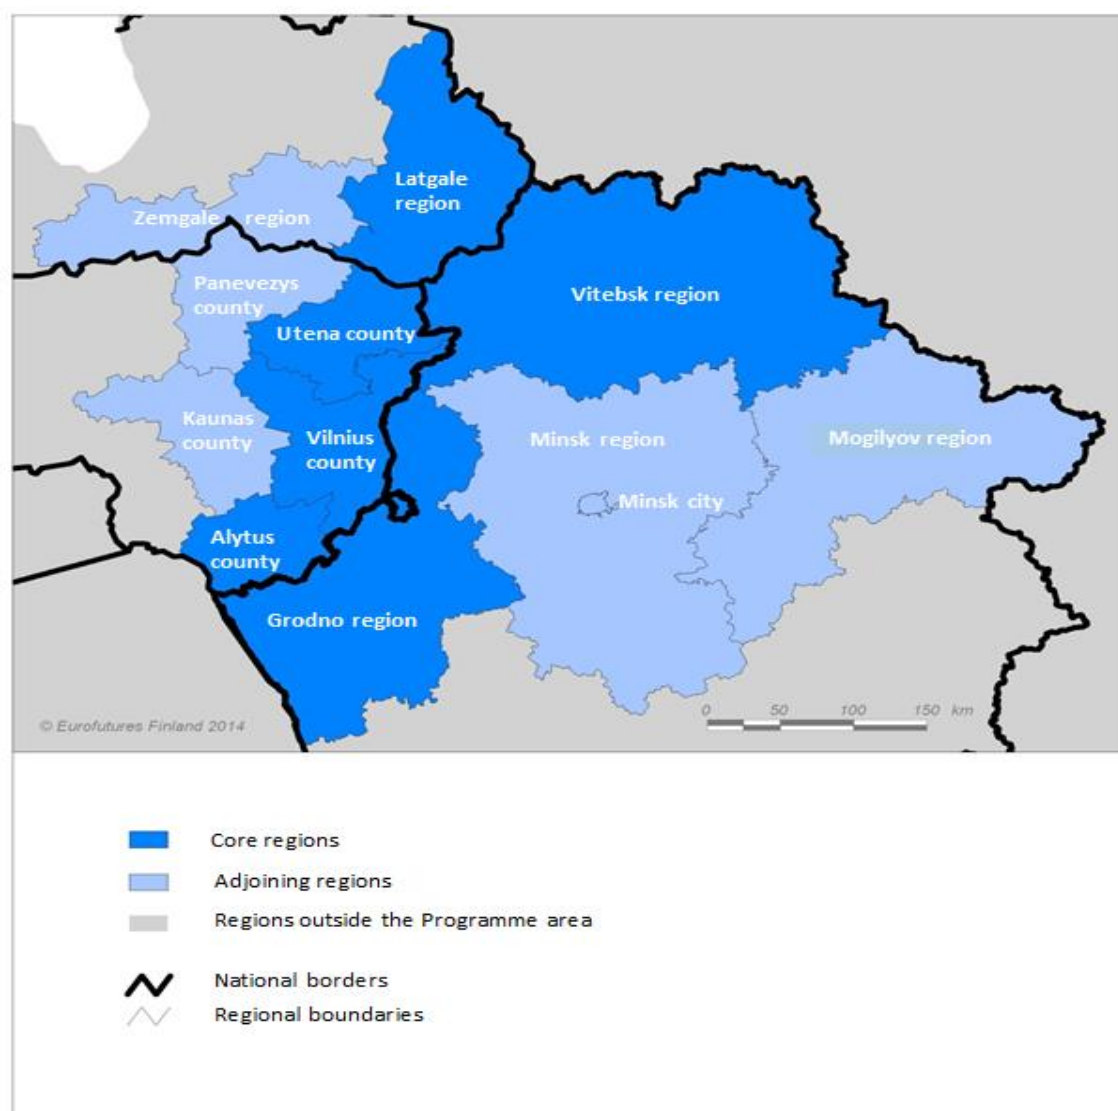 Latgale
region
Zemgale region
Panevezys
county
Utena county
Vitebsk region
Kaunas
county
Vilnius
county
Minsk region
Mogilyov region
Minsk city
Alytus
county
Grodno region
© Eurofutures Finland 2014
0 50 100 150 km
Core regions
Adjoining regions
Regions outside the Programme area
National borders
Regional boundaries